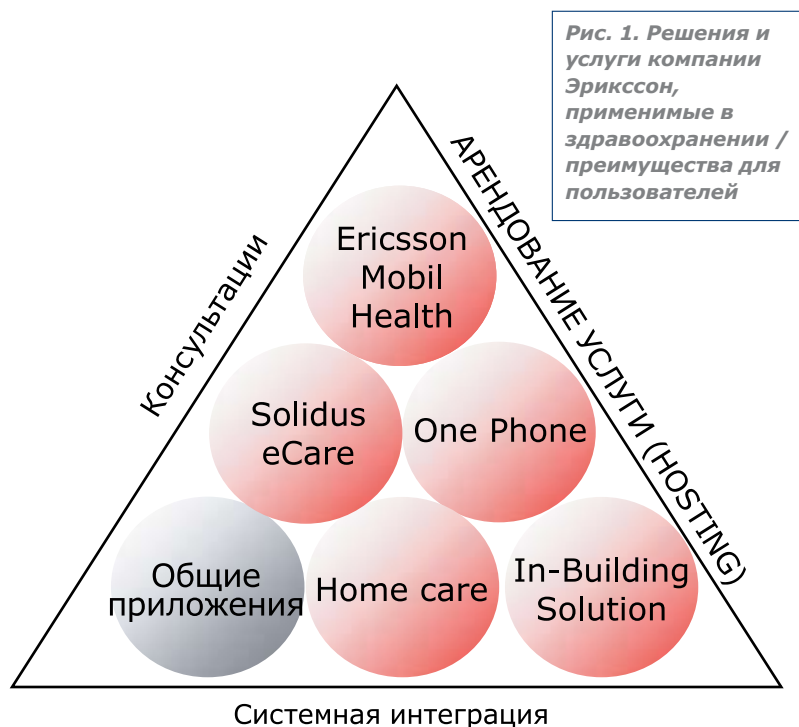 Рис. 1. Решения и
услуги компании
Эрикссон,
применимые в
здравоохранении /
преимущества для
пользователей
Консультации
АРЕНДОВАНИЕ УСЛУГИ (HOSTING)
Ericsson
Mobil
Health
Solidus
eCare
One Phone
Общие
приложения
Home care
In-Building
Solution
Системная интеграция